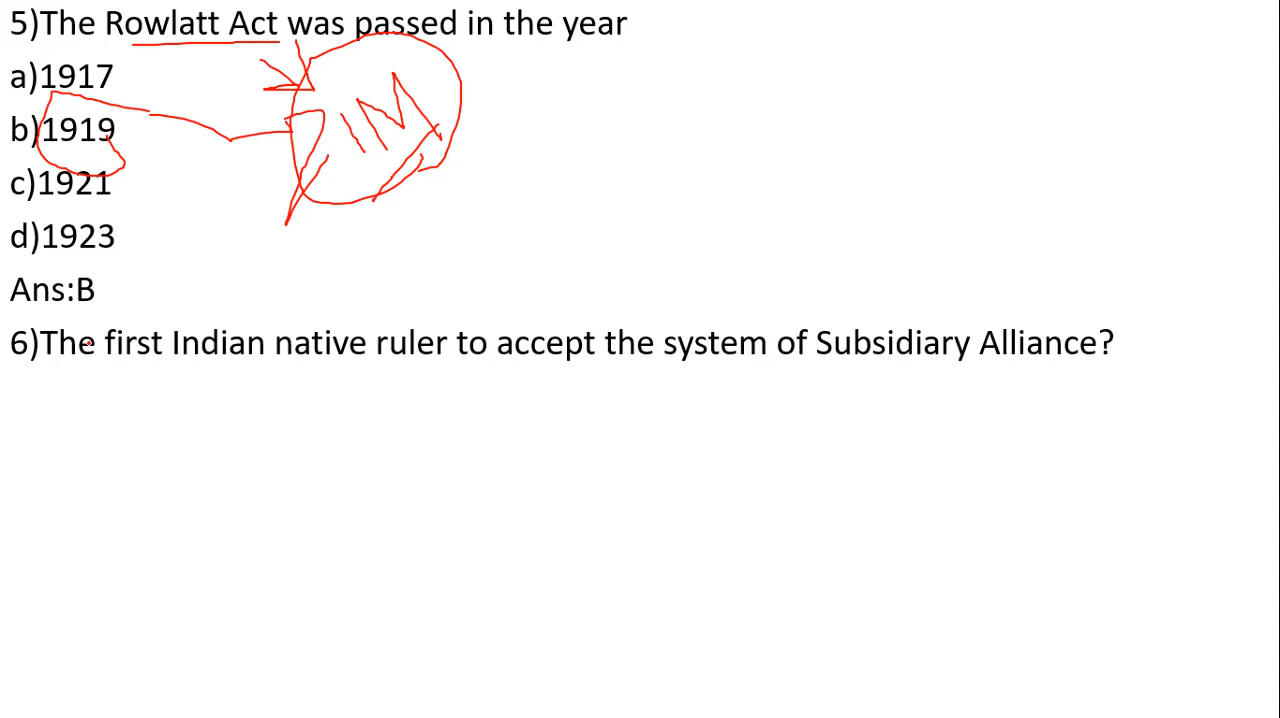 5)The Rowlatt Act was passed in the year
a)1917
b)1919
c)1921
d)1923
Ans:B
6)The first Indian native ruler to accept the system of Subsidiary Alliance?